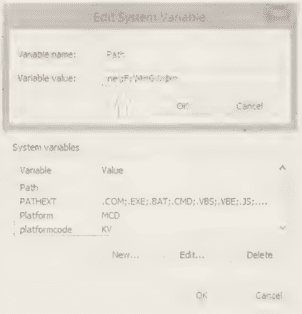 Edit System Variable
Variable name: Path
Variable value:
OK Cancel
System variables
Variable Value
Path
PATHEXT .COM;.EXE;.BAT;.CMD;.VBS;.VBE;.JS;....
Platform MCD
platformcode KV
New... Edit... Delete
OK Cancel